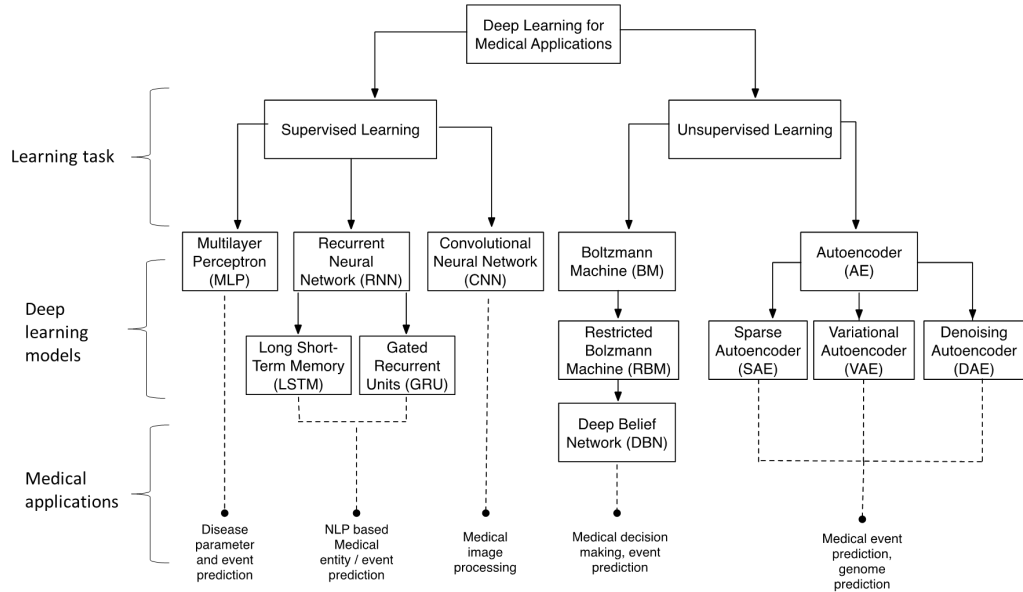 Deep Learning for
Medical Applications
Learning task
Supervised Learning
Unsupervised Learning
Deep
learning
models
Multilayer
Perceptron
(MLP)
Recurrent
Neural
Network (RNN)
Convolutional
Neural Network
(CNN)
Boltzmann
Machine (BM)
Autoencoder
(AE)
Long Short-
Term Memory
(LSTM)
Gated
Recurrent
Units (GRU)
Restricted
Bolzmann
Machine (RBM)
Sparse
Autoencoder
(SAE)
Variational
Autoencoder
(VAE)
Denoising
Autoencoder
(DAE)
Deep Belief
Network (DBN)
Medical
applications
Disease
parameter
and event
prediction
NLP based
Medical
entity / event
prediction
Medical
image
processing
Medical decision
making, event
prediction
Medical event
prediction,
genome
prediction